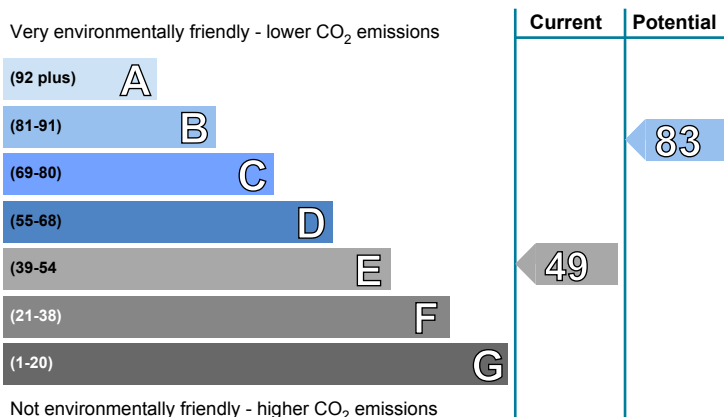 Current Potential
Very environmentally friendly - lower CO2 emissions
(92 plus) A
(81-91) B
83
(69-80) C
(55-68) D
(39-54 E
49
(21-38) F
(1-20) G
Not environmentally friendly - higher CO2 emissions